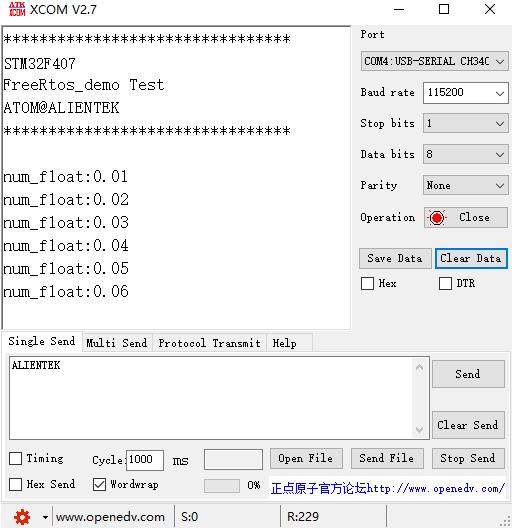 ATK
XCOM XCOM V2.7
********************************
STM32F407
FreeRtos_demo Test
ATOM@ALIENTEK
********************************
num_float:0.01
num_float:0.02
num_float:0.03
num_float:0.04
num_float:0.05
num_float:0.06
Port
COM4:USB-SERIAL CH340
Baud rate 115200
Stop bits 1
Data bits 8
Parity None
Operation Close
Save Data Clear Data
Hex DTR
Single Send Multi Send Protocol Transmit Help
ALIENTEK
Send
Clear Send
Timing Cycle: 1000 ms Open File Send File Stop Send
Hex Send Wordwrap 0% 正点原子官方论坛http://www.openedv.com/
www.openedv.com S:0 R:229